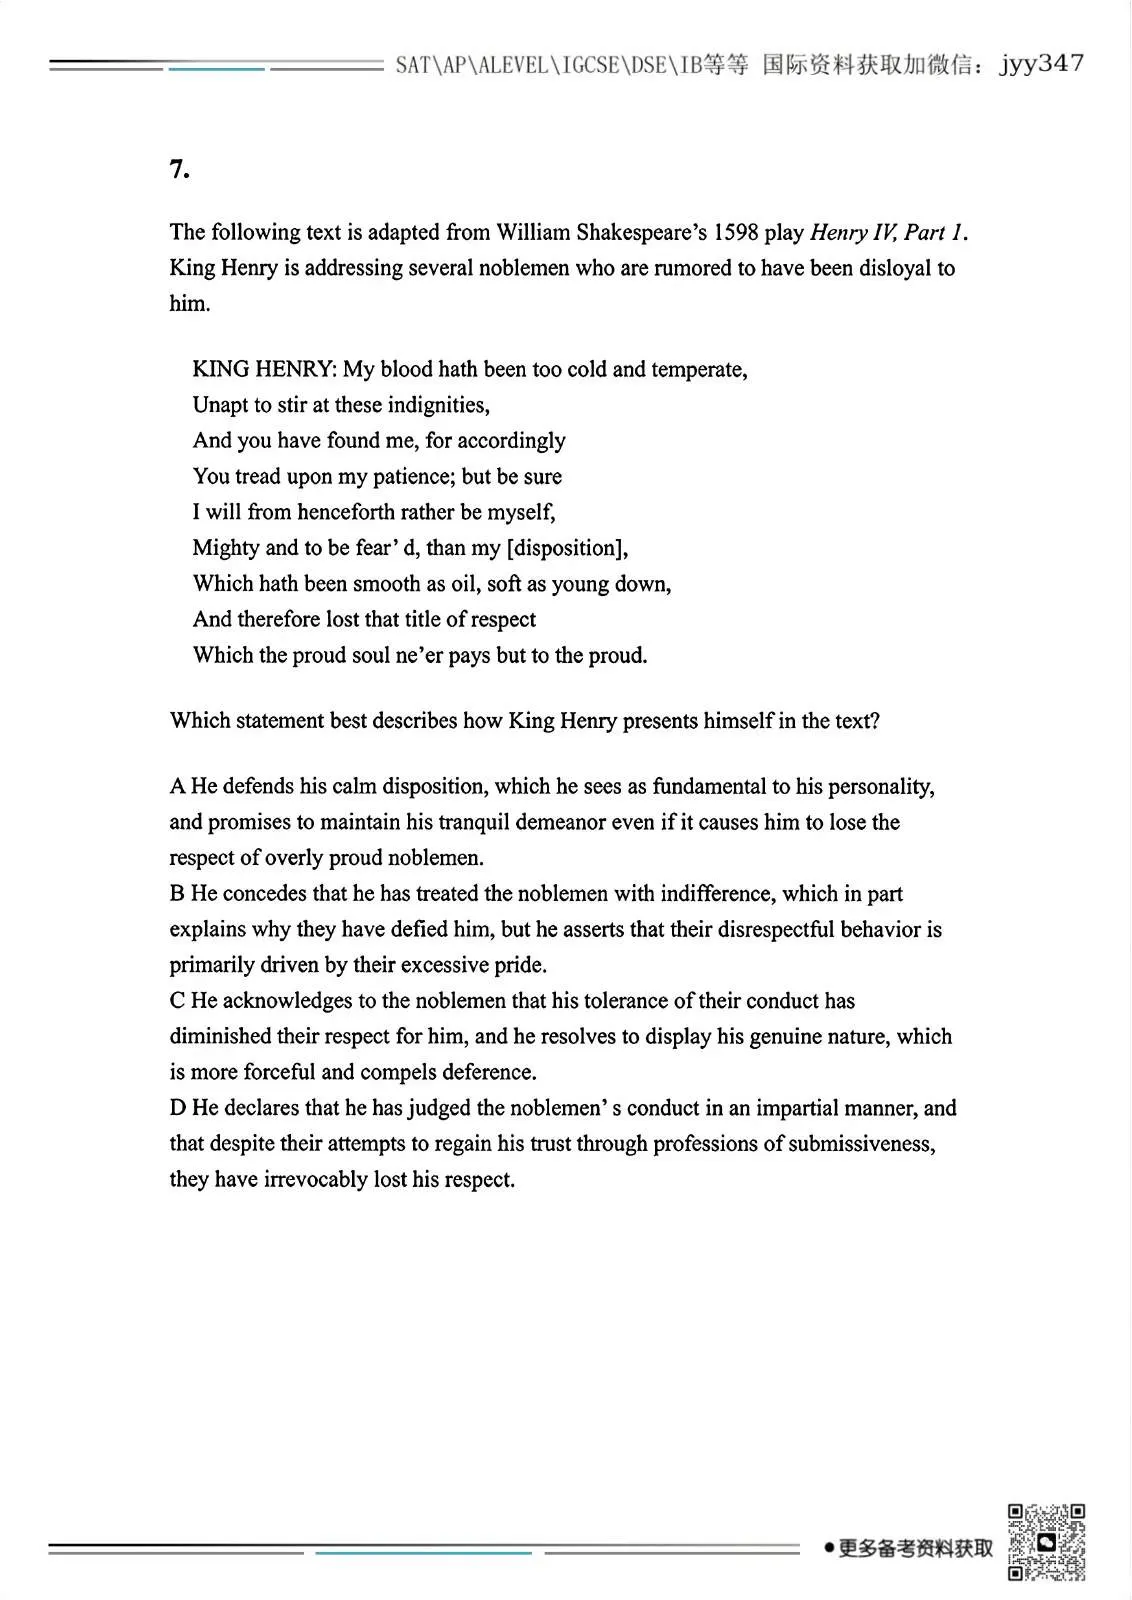 SAT\AP\ALEVEL\IGCSE\DSE\IB等等 国际资料获取加微信：jyy347
7.
The following text is adapted from William Shakespeare’s 1598 play Henry IV, Part 1.
King Henry is addressing several noblemen who are rumored to have been disloyal to
him.
KING HENRY: My blood hath been too cold and temperate,
Unapt to stir at these indignities,
And you have found me, for accordingly
You tread upon my patience; but be sure
I will from henceforth rather be myself,
Mighty and to be fear’ d, than my [disposition],
Which hath been smooth as oil, soft as young down,
And therefore lost that title of respect
Which the proud soul ne’er pays but to the proud.
Which statement best describes how King Henry presents himself in the text?
A He defends his calm disposition, which he sees as fundamental to his personality,
and promises to maintain his tranquil demeanor even if it causes him to lose the
respect of overly proud noblemen.
B He concedes that he has treated the noblemen with indifference, which in part
explains why they have defied him, but he asserts that their disrespectful behavior is
primarily driven by their excessive pride.
C He acknowledges to the noblemen that his tolerance of their conduct has
diminished their respect for him, and he resolves to display his genuine nature, which
is more forceful and compels deference.
D He declares that he has judged the noblemen’ s conduct in an impartial manner, and
that despite their attempts to regain his trust through professions of submissiveness,
they have irrevocably lost his respect.
●更多备考资料获取